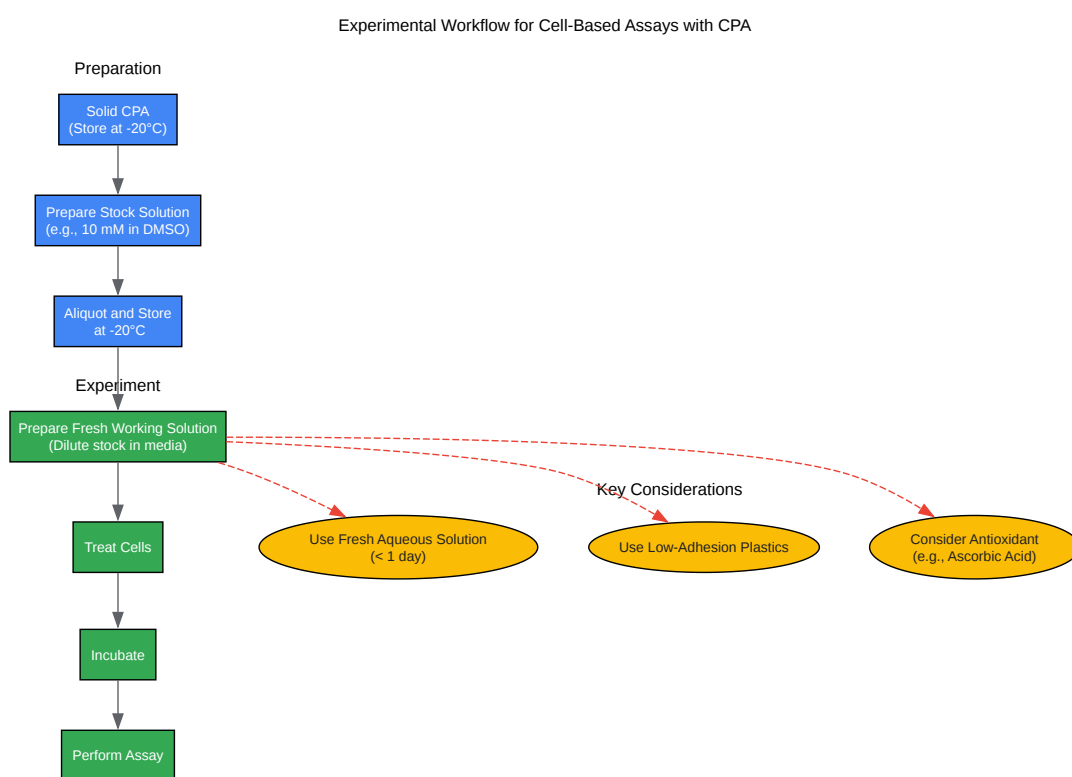 Experimental Workflow for Cell-Based Assays with CPA
Preparation
Solid CPA
(Store at -20°C)
Prepare Stock Solution
(e.g., 10 mM in DMSO)
Aliquot and Store
at -20°C
Experiment
Prepare Fresh Working Solution
(Dilute stock in media)
Key Considerations
Treat Cells
Use Fresh Aqueous Solution
(< 1 day)
Use Low-Adhesion Plastics
Consider Antioxidant
(e.g., Ascorbic Acid)
Incubate
Perform Assay